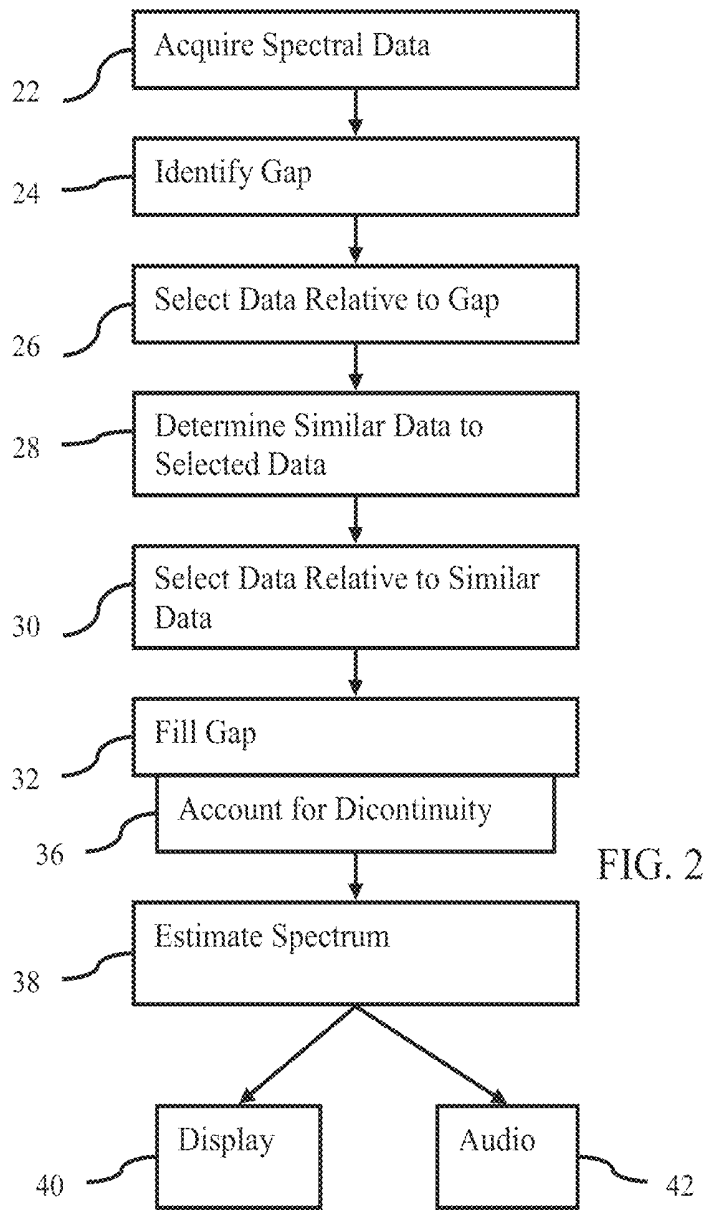 Acquire Spectral Data
22
Identify Gap
24
Select Data Relative to Gap
26
Determine Similar Data to
Selected Data
28
Select Data Relative to Similar
Data
30
Fill Gap
32
Account for Dicontinuity
36
FIG. 2
Estimate Spectrum
38
Display
40
Audio
42